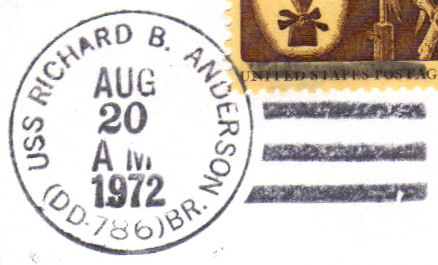 USS RICHARD B. ANDERSON
AUG
20
A M
1972
(DD-786) BR.
UNITED STATES POSTAG